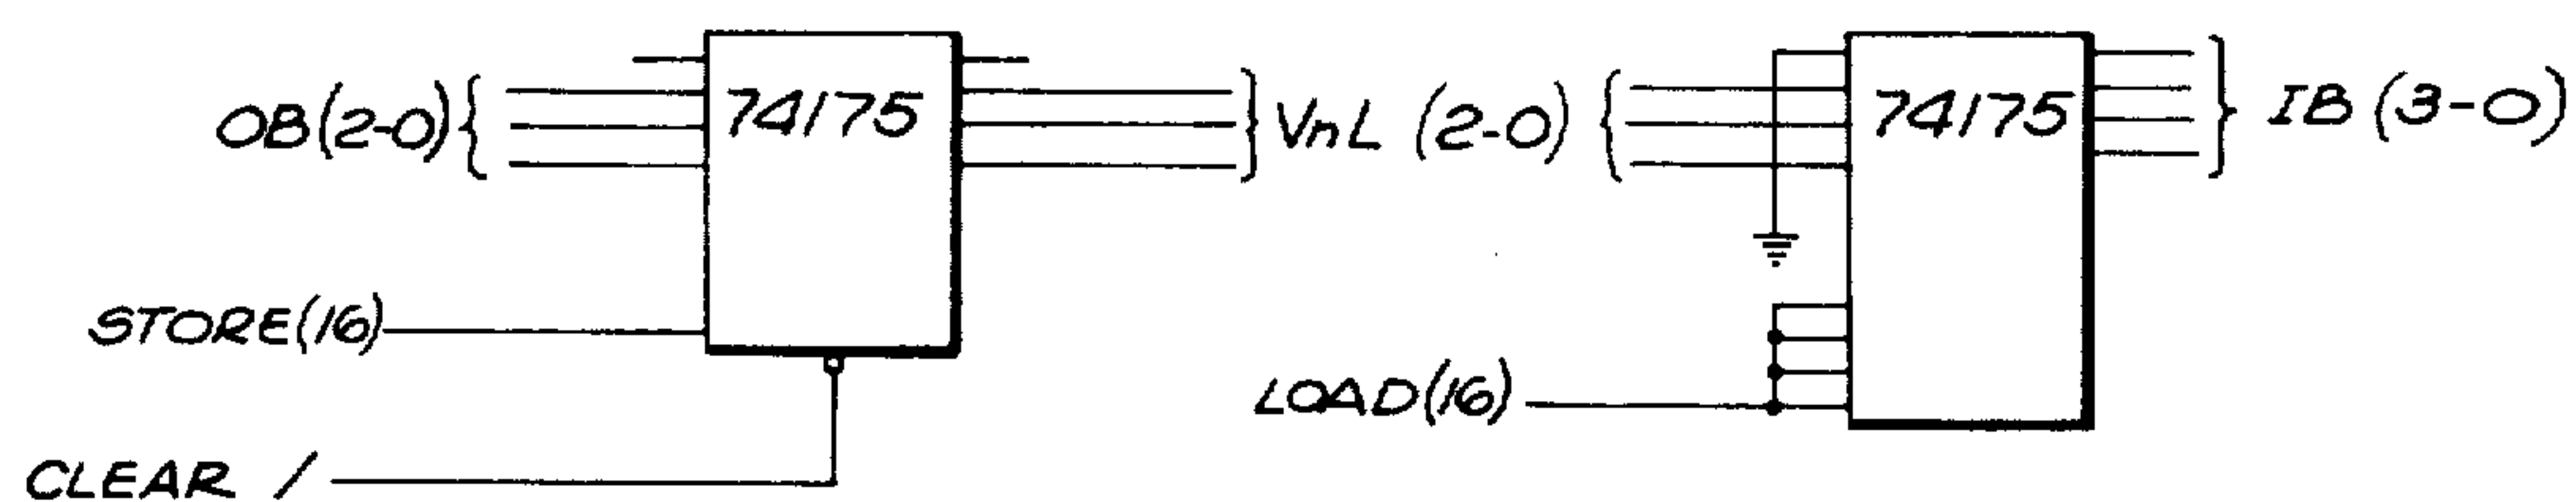 OB(2-0)
74175
VnL (2-0)
74175
IB (3-0)
STORE(16)
LOAD(16)
CLEAR /